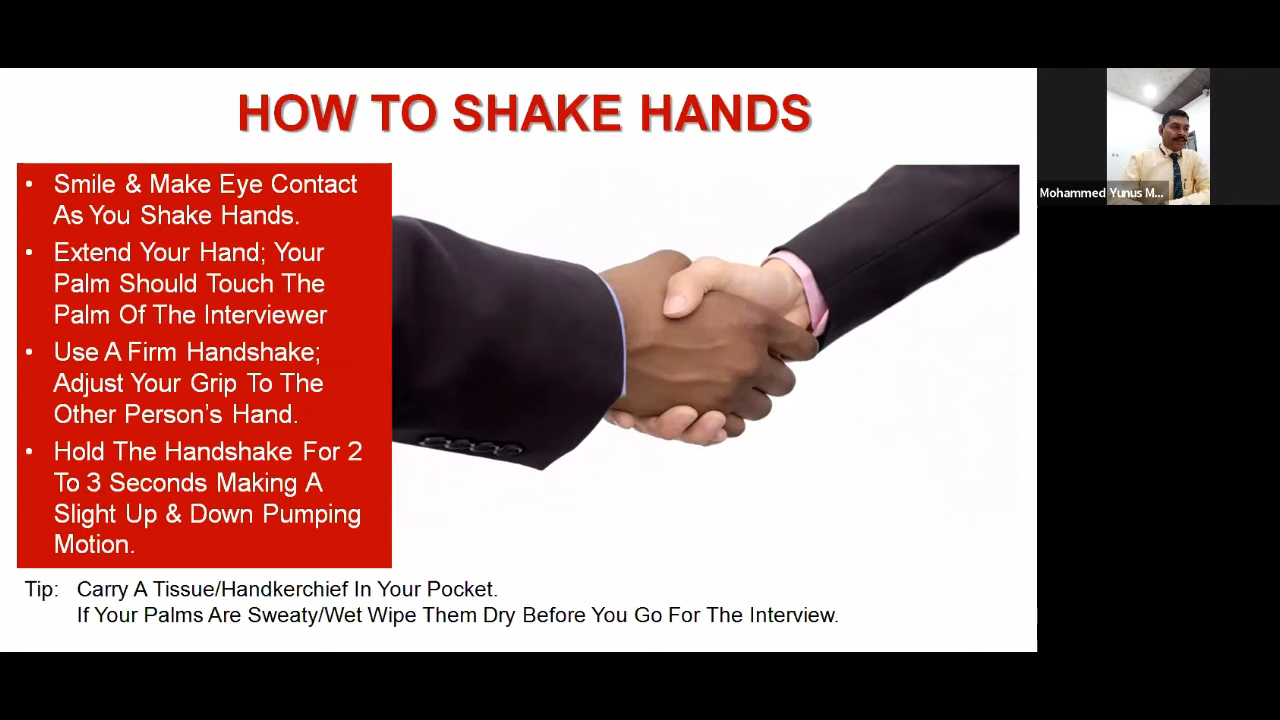 HOW TO SHAKE HANDS
• Smile & Make Eye Contact
As You Shake Hands.
• Extend Your Hand; Your
Palm Should Touch The
Palm Of The Interviewer
• Use A Firm Handshake;
Adjust Your Grip To The
Other Person’s Hand.
• Hold The Handshake For 2
To 3 Seconds Making A
Slight Up & Down Pumping
Motion.
Tip: Carry A Tissue/Handkerchief In Your Pocket.
If Your Palms Are Sweaty/Wet Wipe Them Dry Before You Go For The Interview.
Mohammed Yunus M...